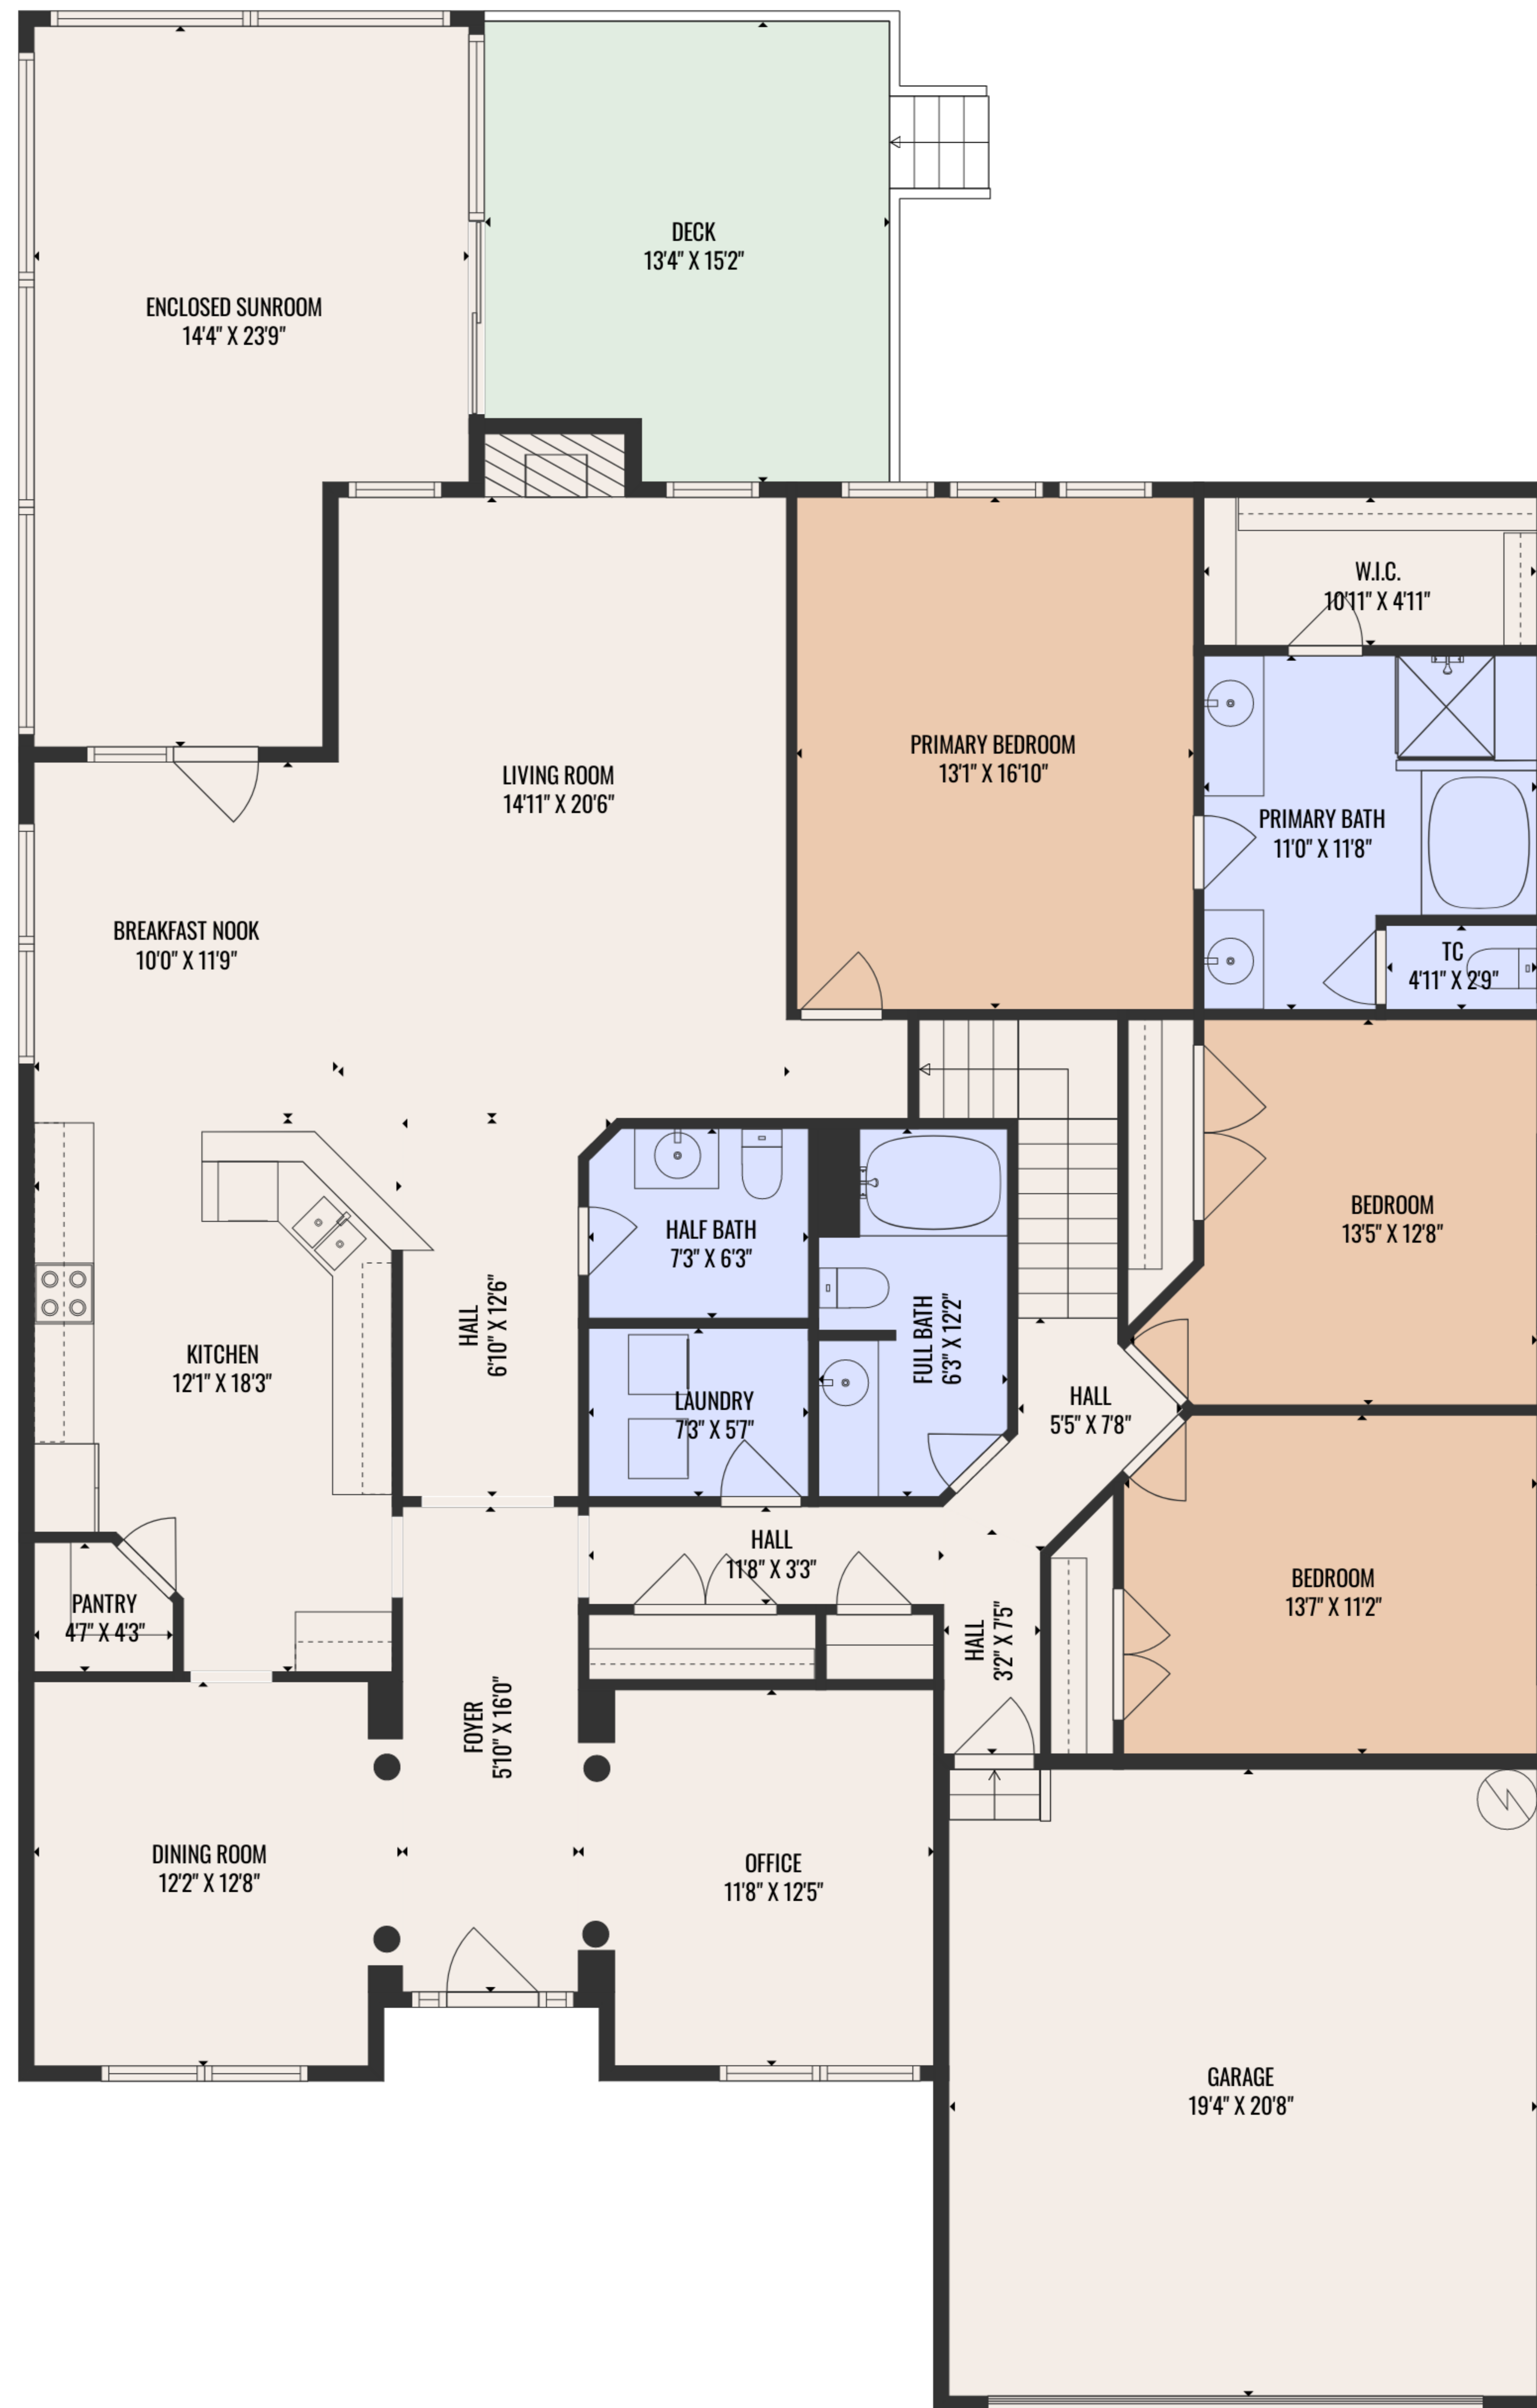 DECK
13'4" X 15'2"
ENCLOSED SUNROOM
14'4" X 23'9"
W.I.C.
10'11" X 4'11"
LIVING ROOM
14'11" X 20'6"
PRIMARY BEDROOM
13'1" X 16'10"
PRIMARY BATH
11'0" X 11'8"
BREAKFAST NOOK
10'0" X 11'9"
TC
4'11" X 2'9"
BEDROOM
13'5" X 12'8"
HALF BATH
7'3" X 6'3"
HALL
6'10" X 12'6"
FULL BATH
6'3" X 12'2"
KITCHEN
12'1" X 18'3"
LAUNDRY
7'3" X 5'7"
HALL
5'5" X 7'8"
HALL
11'8" X 3'3"
BEDROOM
13'7" X 11'2"
PANTRY
4'7" X 4'3"
HALL
3'2" X 7'5"
FOYER
5'10" X 16'0"
DINING ROOM
12'2" X 12'8"
OFFICE
11'8" X 12'5"
GARAGE
19'4" X 20'8"